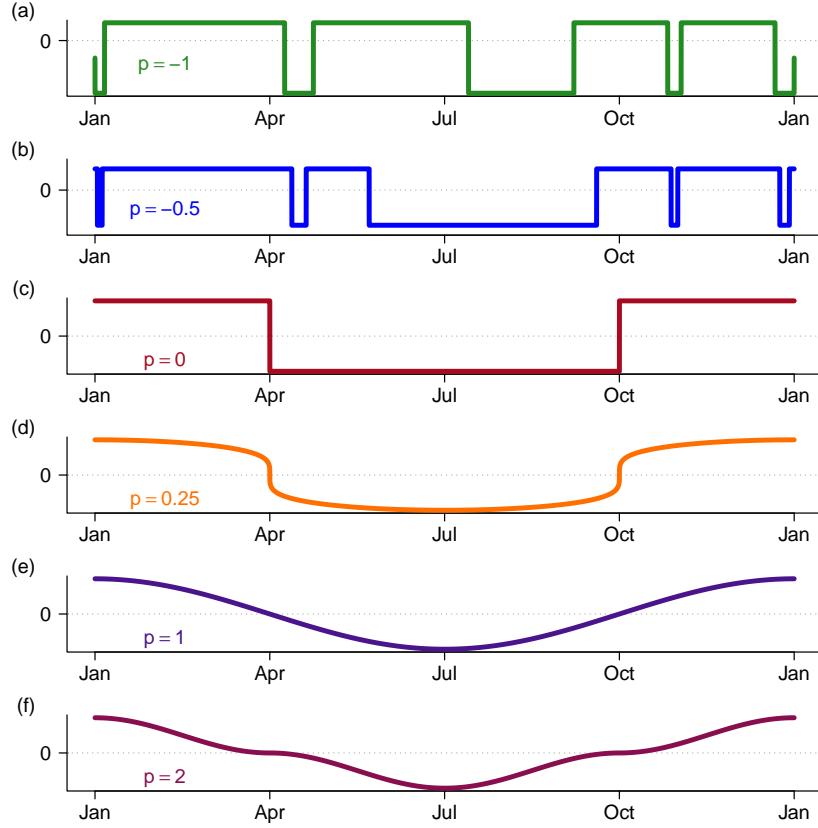 (a)
0
p = −1
Jan Apr Jul Oct Jan
(b)
0
p = −0.5
Jan Apr Jul Oct Jan
(c)
0
p = 0
Jan Apr Jul Oct Jan
(d)
0
p = 0.25
Jan Apr Jul Oct Jan
(e)
0
p = 1
Jan Apr Jul Oct Jan
(f)
0
p = 2
Jan Apr Jul Oct Jan